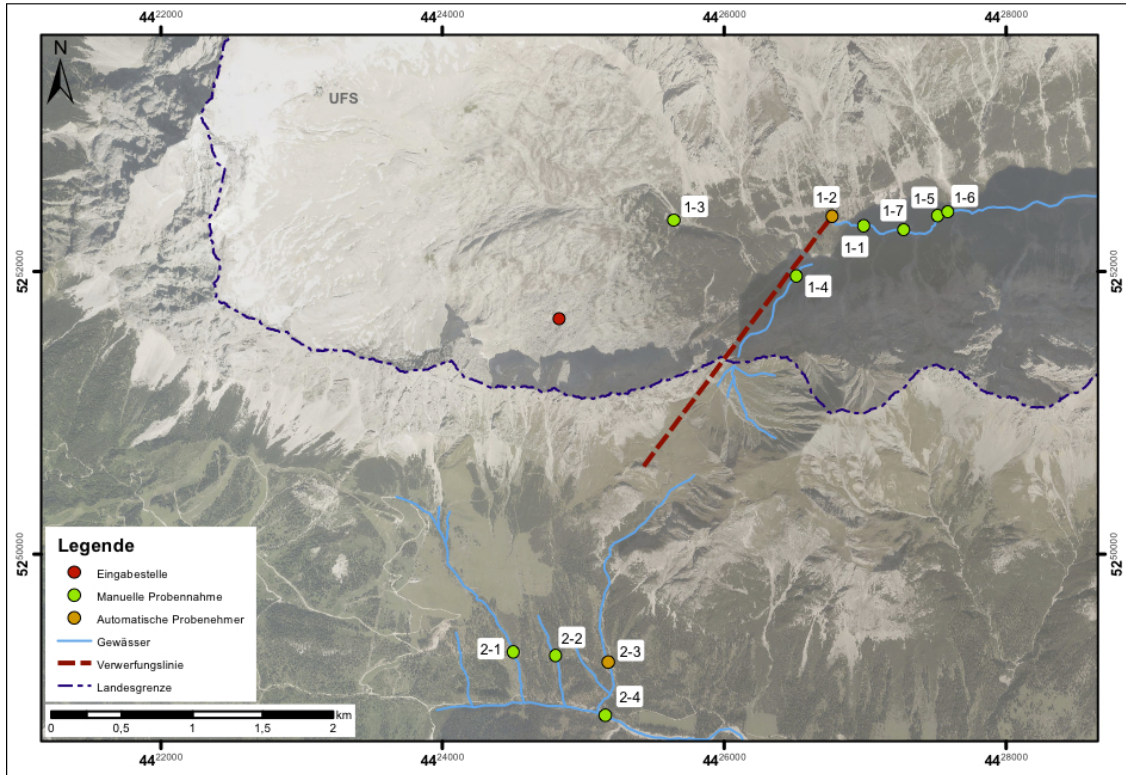 4422000 4424000 4426000 4428000
N
UFS
1-3
1-2
1-5
1-6
1-7
1-1
5252000
5252000
1-4
5250000
5250000
Legende
Eingabestelle
Manuelle Probennahme
Automatische Probenehmer
Gewässer
Verwerfungslinie
Landesgrenze
km
0 0,5 1 1,5 2
2-1
2-2
2-3
2-4
4422000 4424000 4426000 4428000